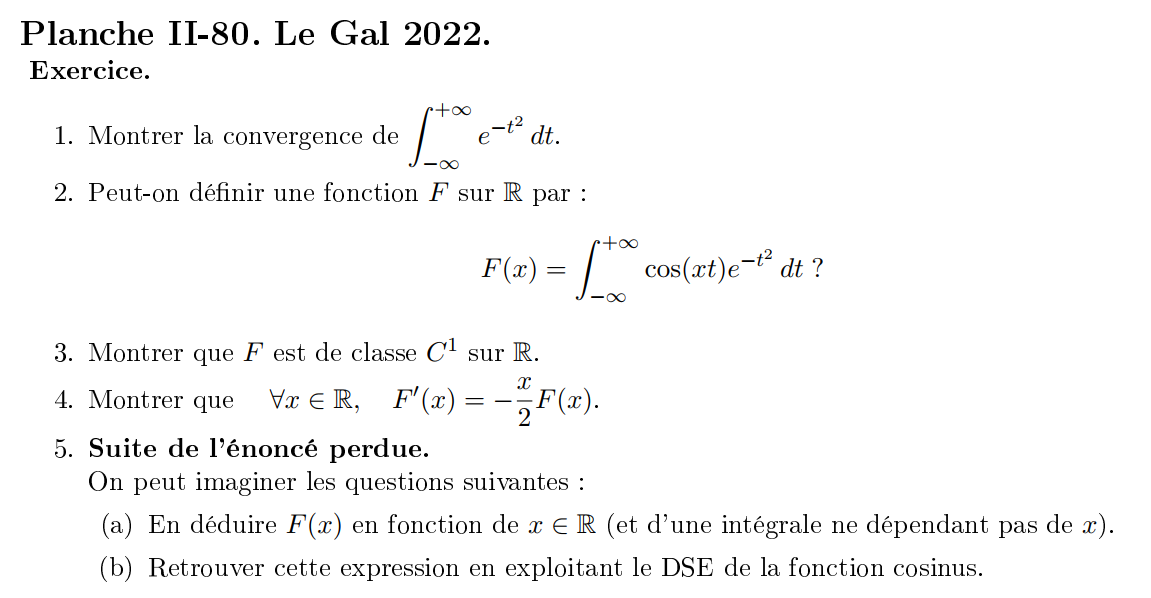 Planche II-80. Le Gal 2022.
Exercice.
1. Montrer la convergence de $\int_{-\infty}^{+\infty} e^{-t^2} \, dt$.
2. Peut-on définir une fonction $F$ sur $\mathbb{R}$ par :
$F(x) = \int_{-\infty}^{+\infty} \cos(xt) e^{-t^2} \, dt$ ?
3. Montrer que $F$ est de classe $C^1$ sur $\mathbb{R}$.
4. Montrer que $\forall x \in \mathbb{R}, \quad F'(x) = -\frac{x}{2} F(x)$.
5. Suite de l'énoncé perdue.
On peut imaginer les questions suivantes :
(a) En déduire $F(x)$ en fonction de $x \in \mathbb{R}$ (et d'une intégrale ne dépendant pas de $x$).
(b) Retrouver cette expression en exploitant le DSE de la fonction cosinus.